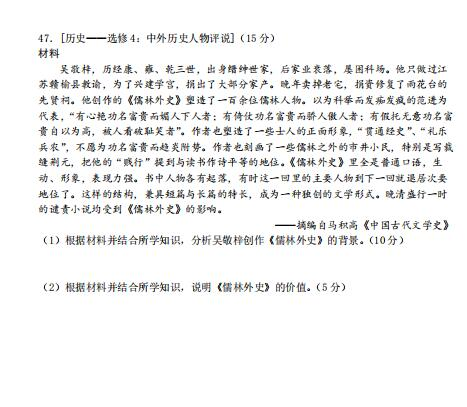 47. [历史——选修 4：中外历史人物评说]（15 分）
材料
吴敬梓，历经康、雍、乾三世，出身缙绅世家，后家业衰落，屡困科场。他只做过江
苏赣榆县教谕，为了兴建学宫，捐出了大部分家产。晚年卖掉老宅，捐资修复了雨花台的
先贤祠。他创作的《儒林外史》塑造了一百余位儒林人物。以为科举而发痴发疯的范进为
代表，“有心艳功名富贵而媚人下人者；有倚仗功名富贵而骄人傲人者；有假托无意功名富
贵自以为高，被人看破耻笑者”。作者也塑造了一些士人的正面形象，“贯通经史”、“礼乐
兵农”，不愿为功名富贵而趋炎附势。作者也刻画了一些儒林之外的市井小民，特别是写裁
缝荆元，把他的“贱行”提到与读书作诗平等的地位。《儒林外史》里全是普通口语，生
动、形象，表现力强。书中人物各有起落，有时这一回里的主要人物到下一回就退居次要
地位了。这样的结构，兼具短篇与长篇的特长，成为一种独创的文学形式。晚清盛行一时
的谴责小说均受到《儒林外史》的影响。
——摘编自马积高《中国古代文学史》
（1）根据材料并结合所学知识，分析吴敬梓创作《儒林外史》的背景。（10 分）
（2）根据材料并结合所学知识，说明《儒林外史》的价值。（5 分）